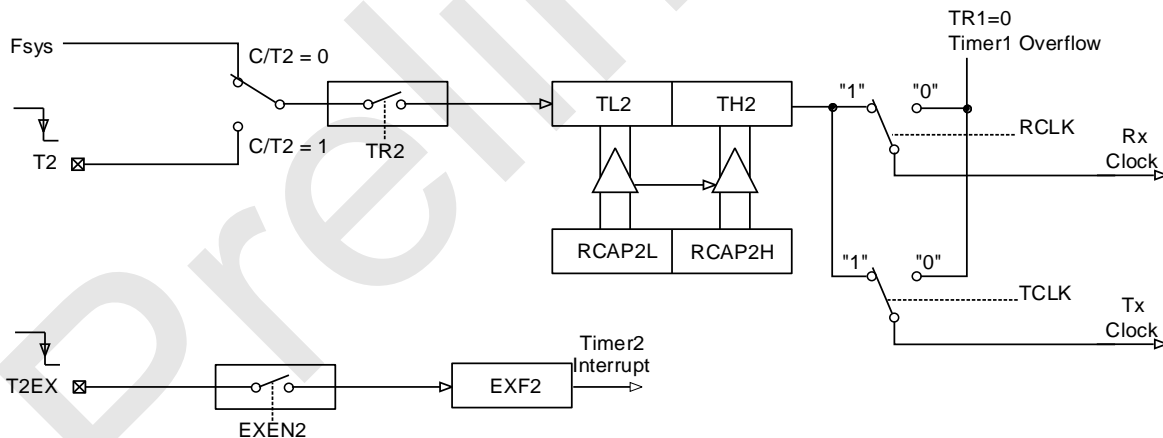 TR1=0
Timer1 Overflow
Fsys
C/T2 = 0
TL2
TH2
"1"
"0"
RCLK
Rx
Clock
T2
C/T2 = 1
TR2
RCAP2L
RCAP2H
"1"
"0"
TCLK
Tx
Clock
Timer2
Interrupt
T2EX
EXF2
EXEN2